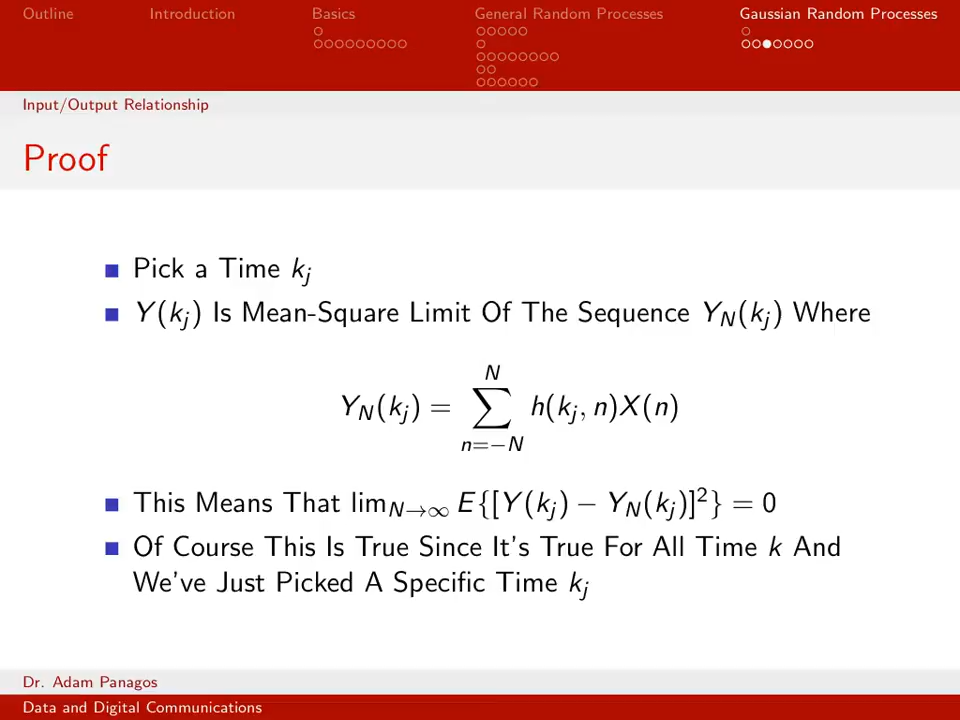 Outline Introduction Basics General Random Processes Gaussian Random Processes
Input/Output Relationship
Proof
Pick a Time k_j
Y(k_j) Is Mean-Square Limit Of The Sequence Y_N(k_j) Where
Y_N(k_j) = \sum_{n=-N}^{N} h(k_j, n)X(n)
This Means That lim_{N→∞} E{[Y(k_j) − Y_N(k_j)]^2} = 0
Of Course This Is True Since It's True For All Time k And
We've Just Picked A Specific Time k_j
Dr. Adam Panagos
Data and Digital Communications